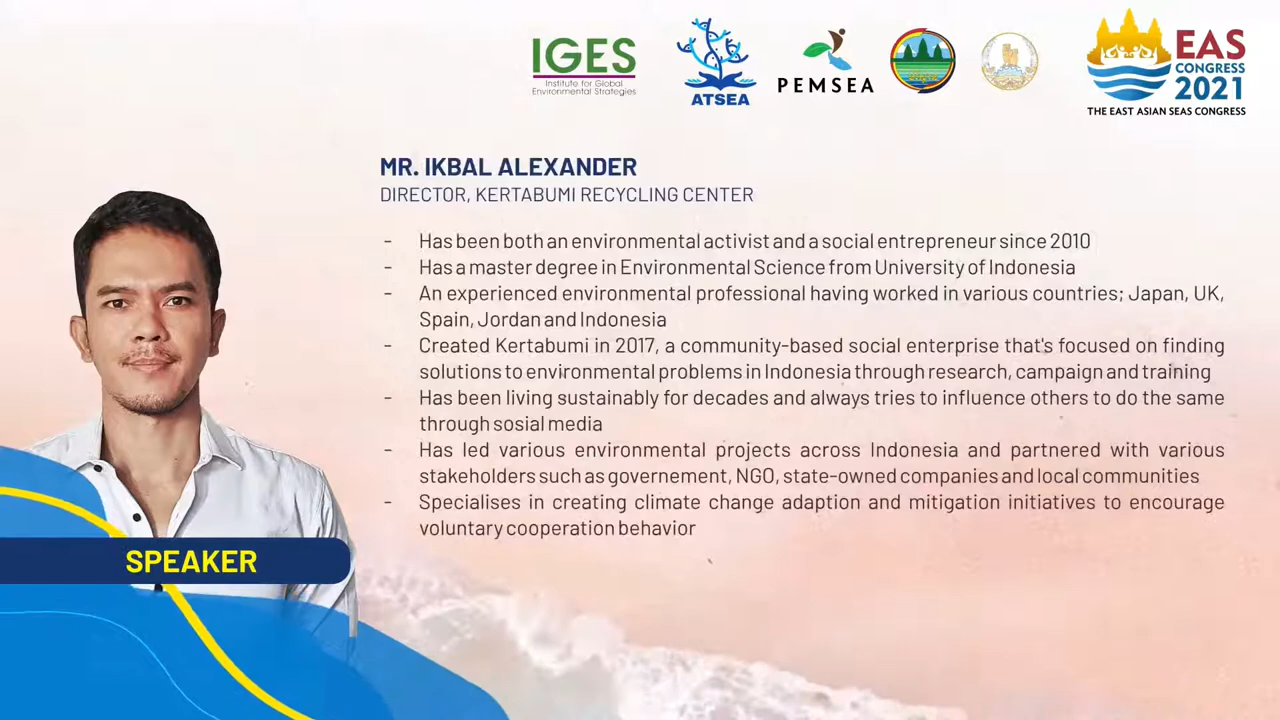 IGES
Institute for Global
Environmental Strategies
ATSEA
PEMSEA
EAS
CONGRESS
2021
THE EAST ASIAN SEAS CONGRESS
MR. IKBAL ALEXANDER
DIRECTOR, KERTABUMI RECYCLING CENTER
- Has been both an environmental activist and a social entrepreneur since 2010
- Has a master degree in Environmental Science from University of Indonesia
- An experienced environmental professional having worked in various countries; Japan, UK,
Spain, Jordan and Indonesia
- Created Kertabumi in 2017, a community-based social enterprise that's focused on finding
solutions to environmental problems in Indonesia through research, campaign and training
- Has been living sustainably for decades and always tries to influence others to do the same
through sosial media
- Has led various environmental projects across Indonesia and partnered with various
stakeholders such as governement, NGO, state-owned companies and local communities
- Specialises in creating climate change adaption and mitigation initiatives to encourage
voluntary cooperation behavior
SPEAKER